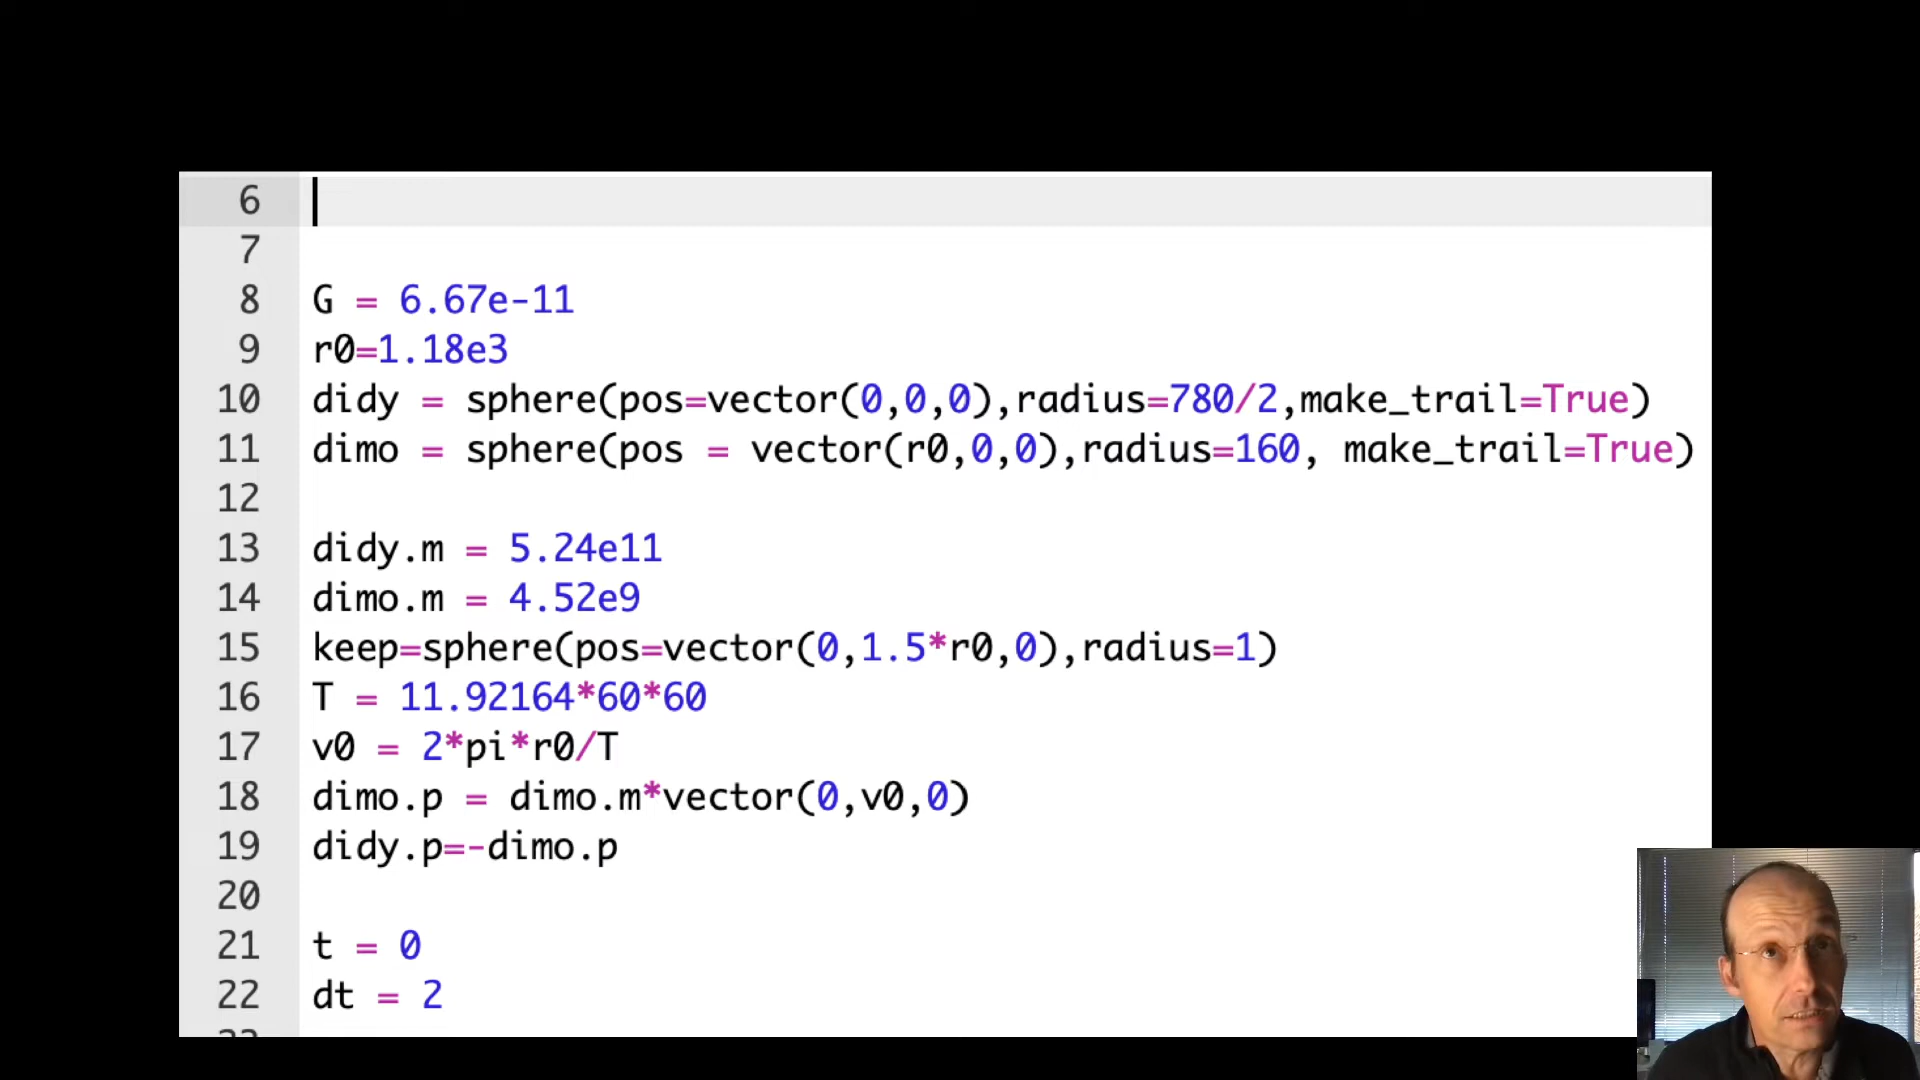 6
7
8 G = 6.67e-11
9 r0=1.18e3
10 didy = sphere(pos=vector(0,0,0),radius=780/2,make_trail=True)
11 dimo = sphere(pos = vector(r0,0,0),radius=160, make_trail=True)
12
13 didy.m = 5.24e11
14 dimo.m = 4.52e9
15 keep=sphere(pos=vector(0,1.5*r0,0),radius=1)
16 T = 11.92164*60*60
17 v0 = 2*pi*r0/T
18 dimo.p = dimo.m*vector(0,v0,0)
19 didy.p=-dimo.p
20
21 t = 0
22 dt = 2